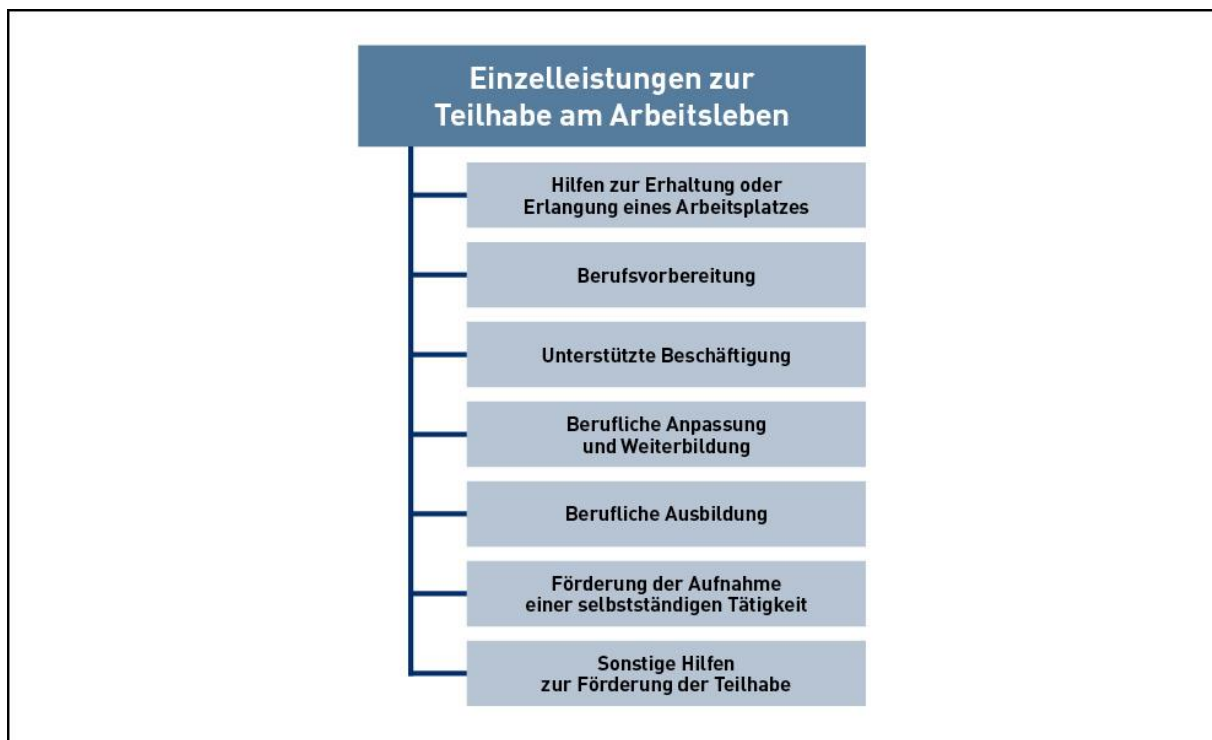 Einzelleistungen zur
Teilhabe am Arbeitsleben
Hilfen zur Erhaltung oder
Erlangung eines Arbeitsplatzes
Berufsvorbereitung
Unterstützte Beschäftigung
Berufliche Anpassung
und Weiterbildung
Berufliche Ausbildung
Förderung der Aufnahme
einer selbstständigen Tätigkeit
Sonstige Hilfen
zur Förderung der Teilhabe